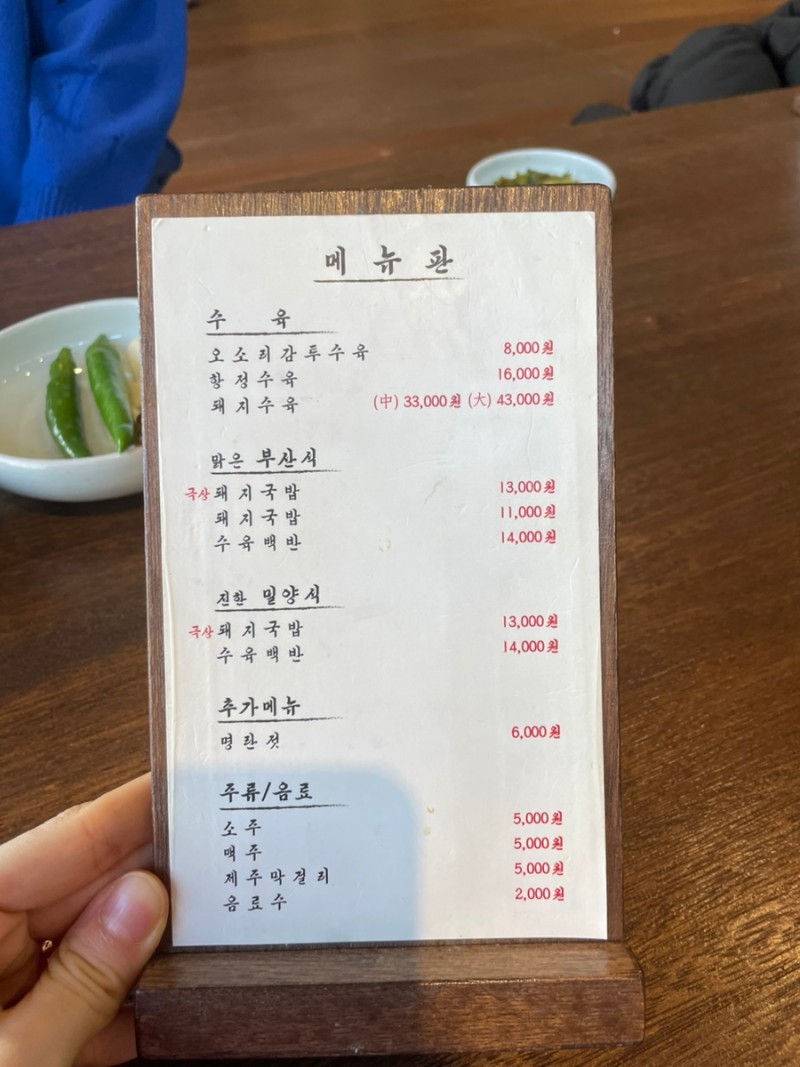 메뉴판
수육
오소리감투수육 8,000원
항정수육 16,000원
돼지수육 (中) 33,000원 (大) 43,000원
맑은 부산식
극상 돼지국밥 13,000원
돼지국밥 11,000원
수육백반 14,000원
진한 밀양식
극상 돼지국밥 13,000원
수육백반 14,000원
추가메뉴
명란젓 6,000원
주류/음료
소주 5,000원
맥주 5,000원
제주막걸리 5,000원
음료수 2,000원